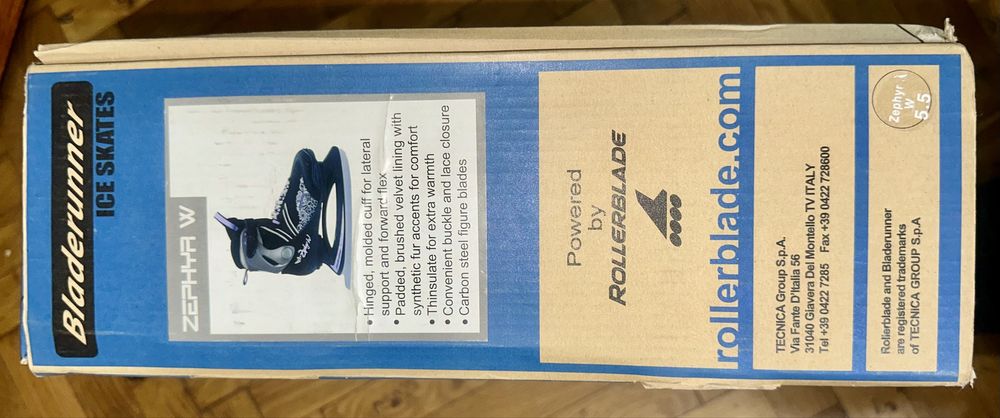 Bladerunner
ICE SKATES
ZEPHYR W
• Hinged, molded cuff for lateral
support and forward flex
• Padded, brushed velvet lining with
synthetic fur accents for comfort
• Thinsulate for extra warmth
• Convenient buckle and lace closure
• Carbon steel figure blades
Powered
by
ROLLERBLADE
rollerblade.com
TECNICA Group S.p.A.
Via Fante D'Italia 56
31040 Giavera Del Montello TV ITALY
Tel +39 0422 7285 Fax +39 0422 728600
Rollerblade and Bladerunner
are registered trademarks
of TECNICA GROUP S.p.A
Zephyr
W
5.5